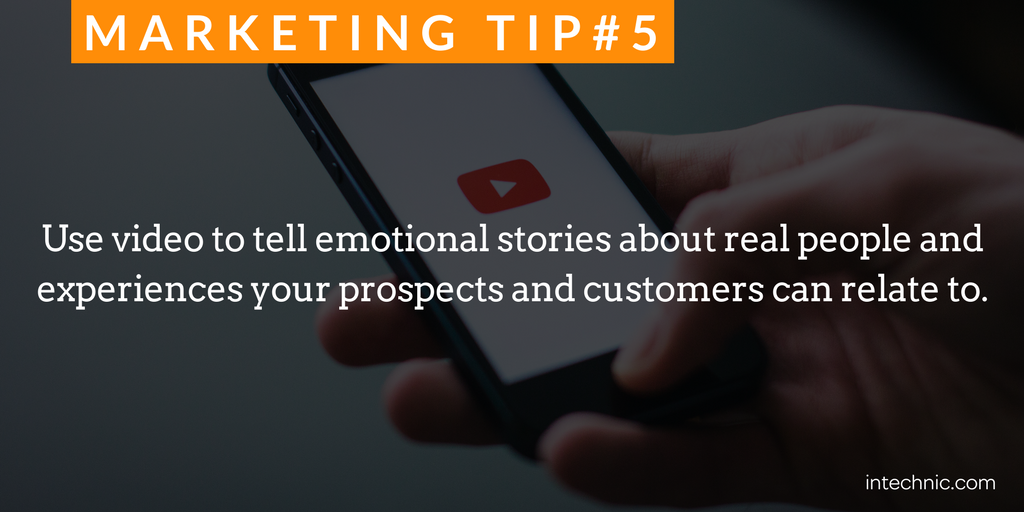 MARKETING TIP#5
Use video to tell emotional stories about real people and
experiences your prospects and customers can relate to.
intechnic.com